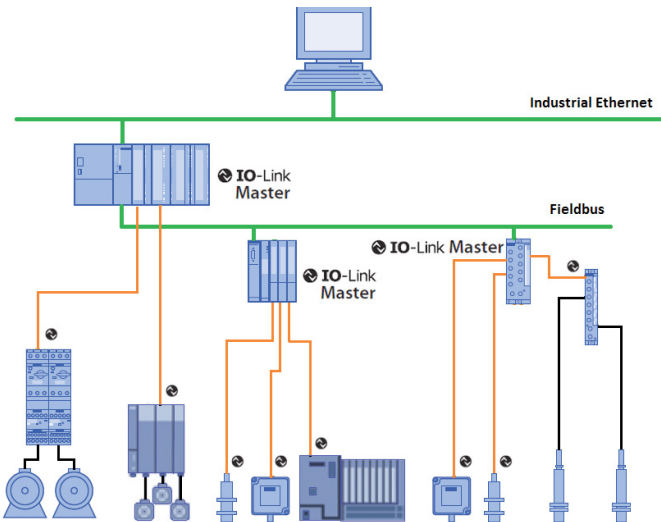 Industrial Ethernet
IO-Link
Master
Fieldbus
IO-Link Master
IO-Link
Master